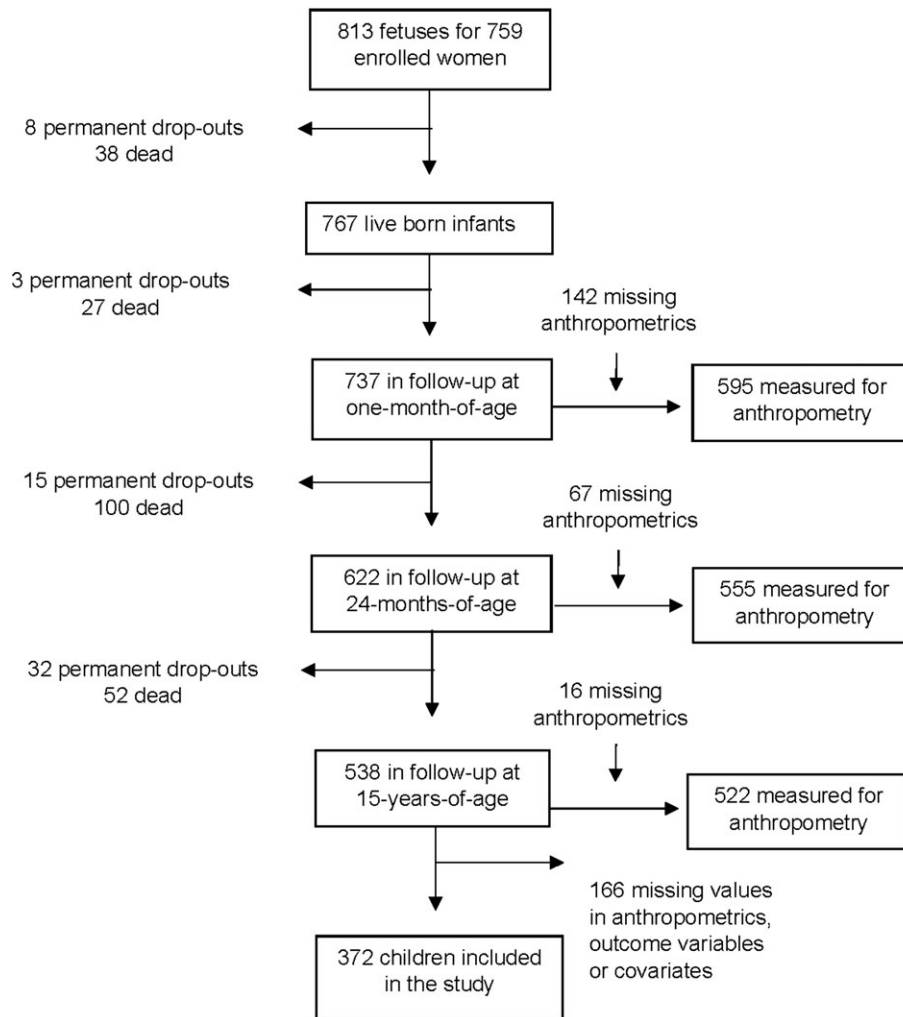 813 fetuses for 759
enrolled women
8 permanent drop-outs
38 dead
767 live born infants
3 permanent drop-outs
27 dead
142 missing
anthropometrics
737 in follow-up at
one-month-of-age
595 measured for
anthropometry
15 permanent drop-outs
100 dead
67 missing
anthropometrics
622 in follow-up at
24-months-of-age
555 measured for
anthropometry
32 permanent drop-outs
52 dead
16 missing
anthropometrics
538 in follow-up at
15-years-of-age
522 measured for
anthropometry
166 missing values
in anthropometrics,
outcome variables
or covariates
372 children included
in the study